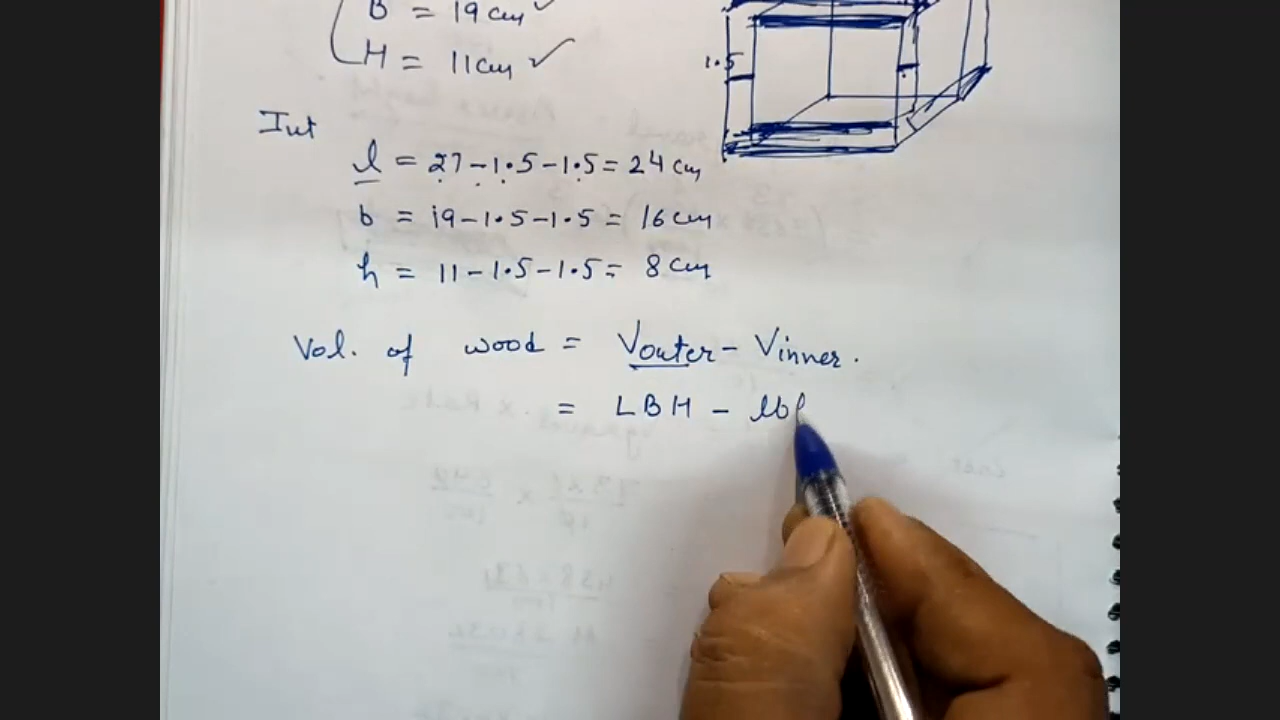 B = 19 cm ✓
H = 11 cm ✓
1.5
Int
l = 27 - 1.5 - 1.5 = 24 cm
b = 19 - 1.5 - 1.5 = 16 cm
h = 11 - 1.5 - 1.5 = 8 cm
Vol. of wood = Vouter - Vinner.
= LBH - lb